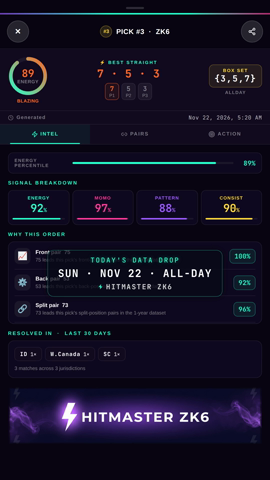 #3 PICK #3 · ZK6
89
ENERGY
BLAZING
⚡ BEST STRAIGHT
7 · 5 · 3
7 5 3
P1 P2 P3
BOX SET
{3,5,7}
ALLDAY
Generated Nov 22, 2026, 5:20 AM
INTEL PAIRS ACTION
ENERGY PERCENTILE 89%
SIGNAL BREAKDOWN
ENERGY MOMO PATTERN CONSIST
92% 97% 88% 90%
WHY THIS ORDER
Front pair 75 100%
TODAY'S DATA DROP
SUN · NOV 22 · ALL-DAY
⚡ HITMASTER ZK6
92%
Split pair 73 96%
73 leads this pick's split-position pairs in the 1-year dataset
RESOLVED IN · LAST 30 DAYS
ID 1× W.Canada 1× SC 1×
3 matches across 3 jurisdictions
HITMASTER ZK6